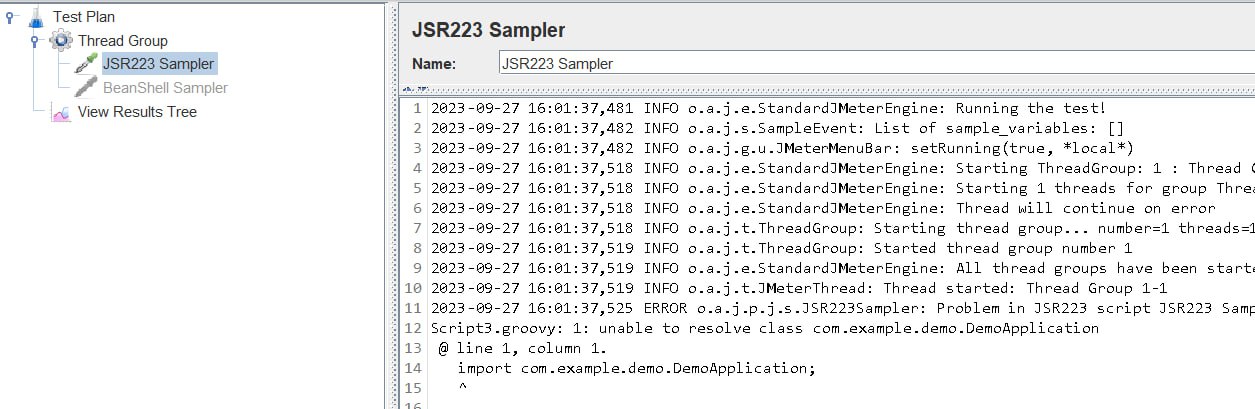 Test Plan
Thread Group
JSR223 Sampler
BeanShell Sampler
View Results Tree
JSR223 Sampler
Name: JSR223 Sampler
1 2023-09-27 16:01:37,481 INFO o.a.j.e.StandardJMeterEngine: Running the test!
2 2023-09-27 16:01:37,482 INFO o.a.j.s.SampleEvent: List of sample_variables: []
3 2023-09-27 16:01:37,482 INFO o.a.j.g.u.JMeterMenuBar: setRunning(true, *local*)
4 2023-09-27 16:01:37,518 INFO o.a.j.e.StandardJMeterEngine: Starting ThreadGroup: 1 : Thread
5 2023-09-27 16:01:37,518 INFO o.a.j.e.StandardJMeterEngine: Starting 1 threads for group Threa
6 2023-09-27 16:01:37,518 INFO o.a.j.e.StandardJMeterEngine: Thread will continue on error
7 2023-09-27 16:01:37,518 INFO o.a.j.t.ThreadGroup: Starting thread group... number=1 threads=1
8 2023-09-27 16:01:37,519 INFO o.a.j.t.ThreadGroup: Started thread group number 1
9 2023-09-27 16:01:37,519 INFO o.a.j.e.StandardJMeterEngine: All thread groups have been starte
10 2023-09-27 16:01:37,519 INFO o.a.j.t.JMeterThread: Thread started: Thread Group 1-1
11 2023-09-27 16:01:37,525 ERROR o.a.j.p.j.s.JSR223Sampler: Problem in JSR223 script JSR223 Samp
12 Script3.groovy: 1: unable to resolve class com.example.demo.DemoApplication
13 @ line 1, column 1.
14 import com.example.demo.DemoApplication;
15 ^
16